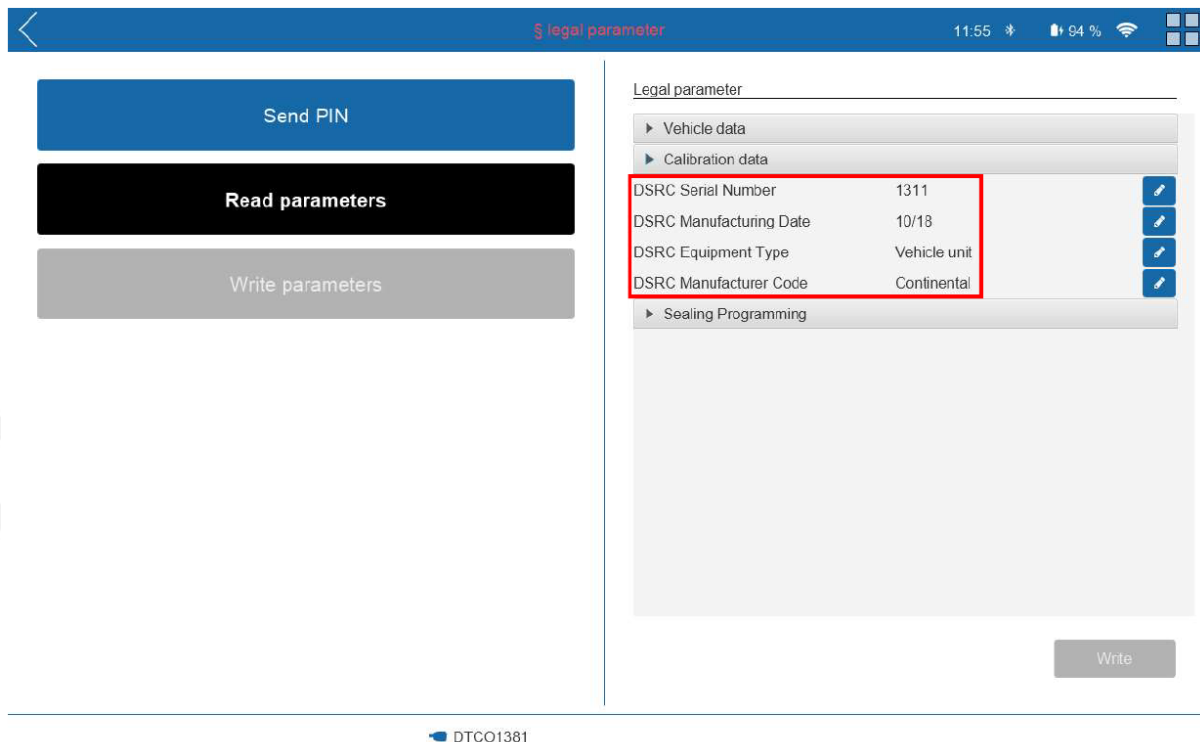 § legal parameter
11:55
94 %
Send PIN
Read parameters
Write parameters
Legal parameter
Vehicle data
Calibration data
DSRC Serial Number 1311
DSRC Manufacturing Date 10/18
DSRC Equipment Type Vehicle unit
DSRC Manufacturer Code Continental
Sealing Programming
Write
DTCO1381